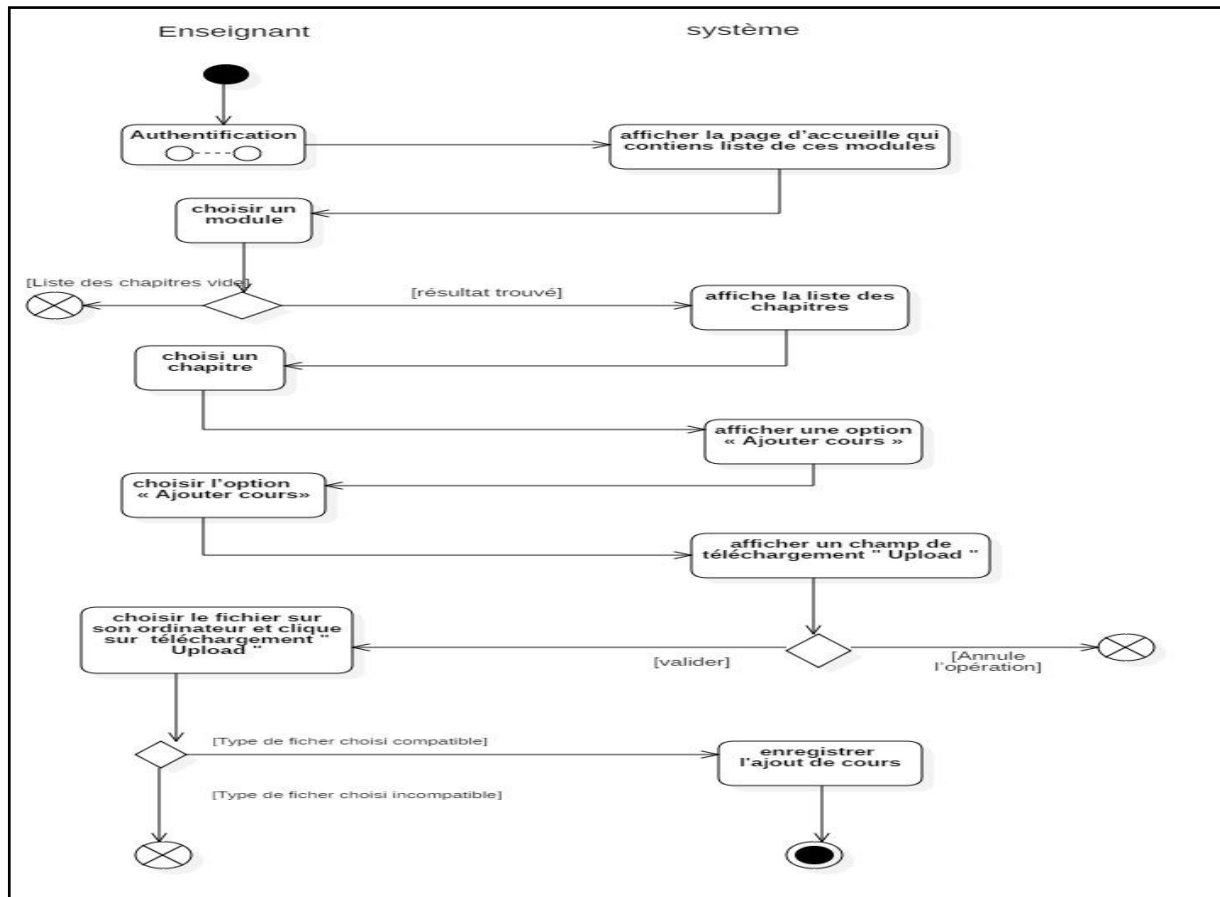 Enseignant
système
Authentification
afficher la page d'accueille qui
contiens liste de ces modules
choisir un
module
[Liste des chapitres vide]
[résultat trouvé]
affiche la liste des
chapitres
choisi un
chapitre
afficher une option
« Ajouter cours »
choisir l'option
« Ajouter cours»
afficher un champ de
téléchargement " Upload "
choisir le fichier sur
son ordinateur et clique
sur téléchargement "
Upload "
[valider]
[Annule
l'opération]
[Type de ficher choisi compatible]
enregistrer
l'ajout de cours
[Type de ficher choisi incompatible]